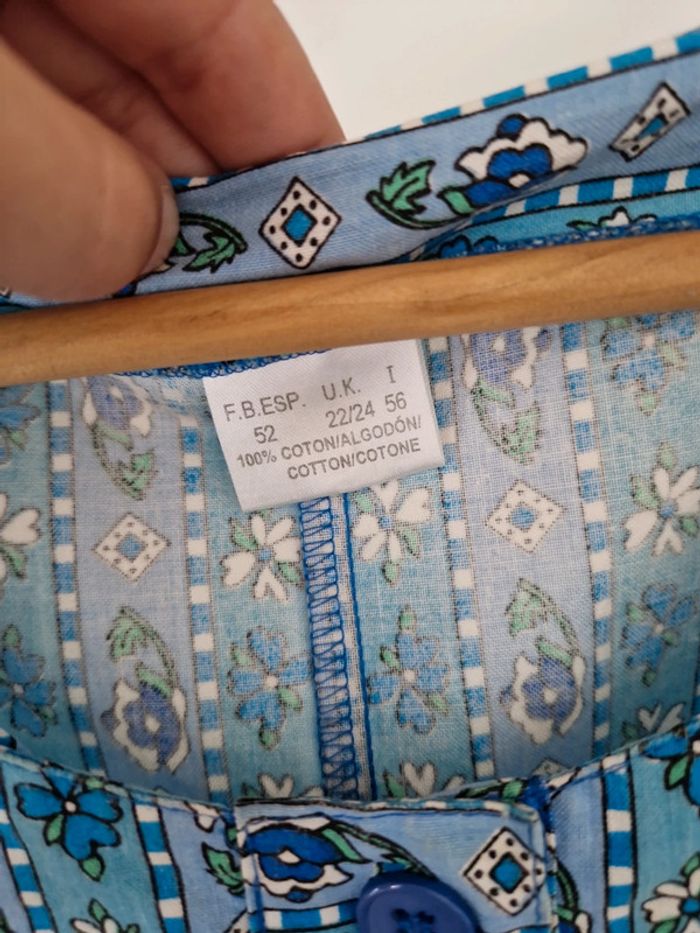 F.B.ESP. U.K. I
52 22/24 56
100% COTON/ALGODÓN/
COTTON/COTONE